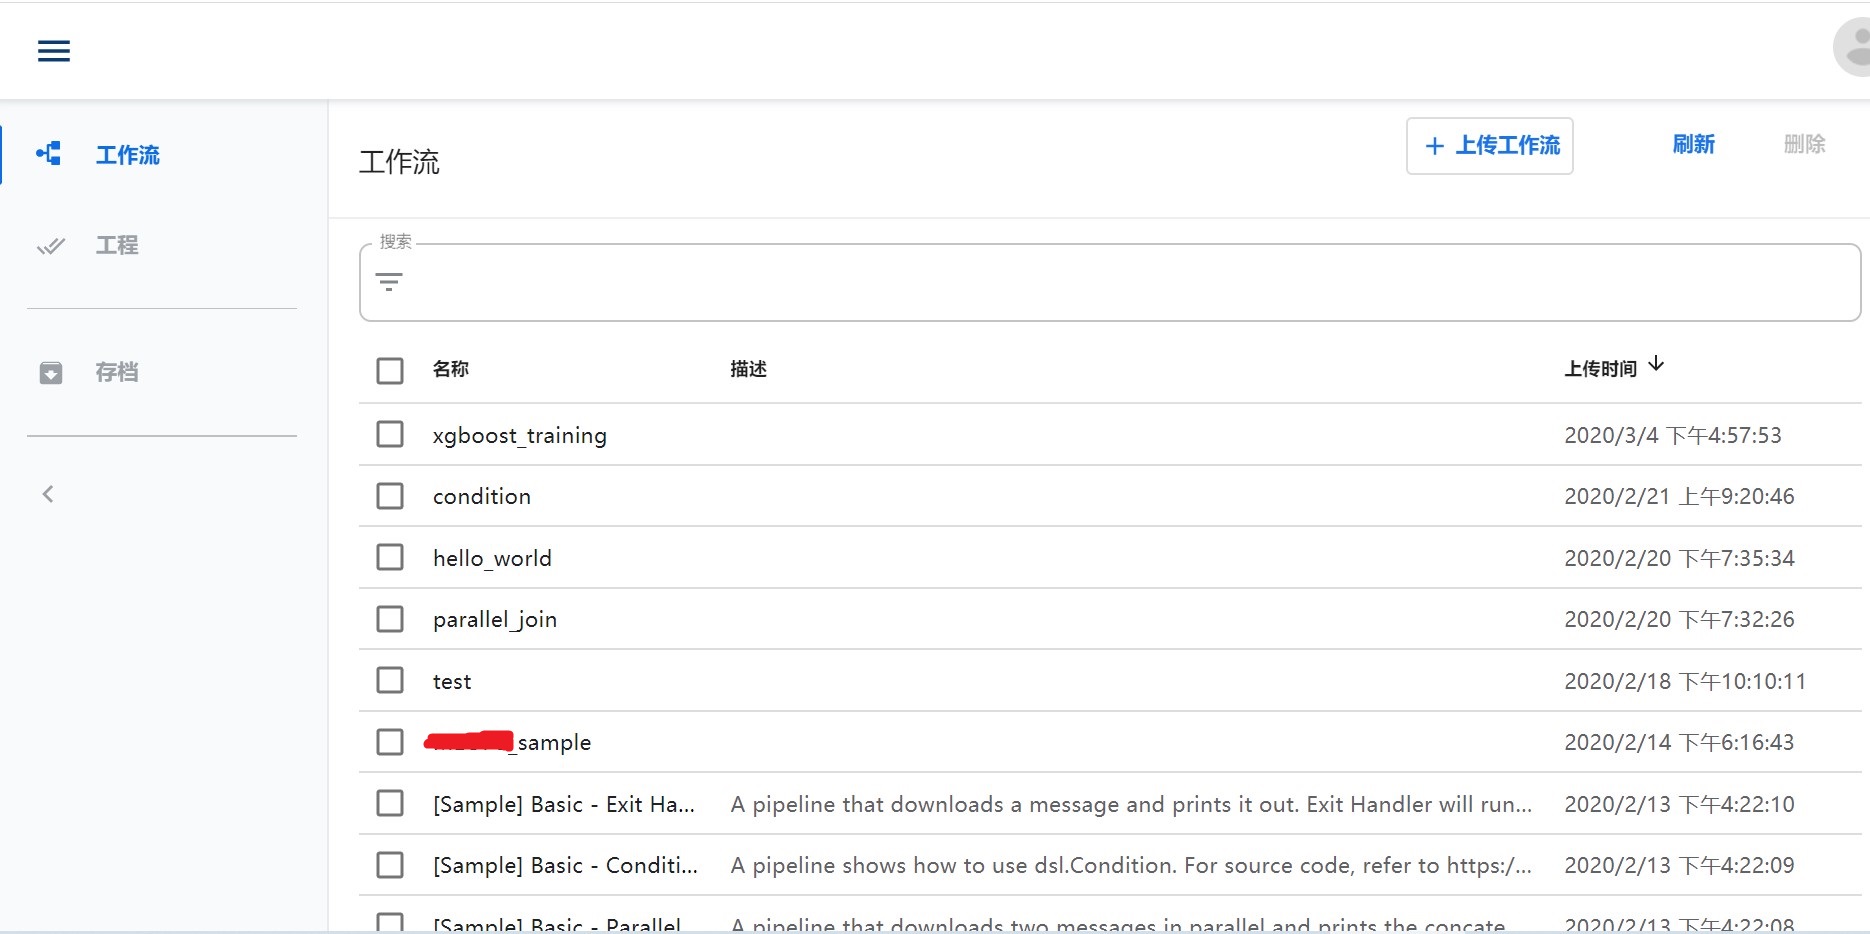 工作流
工程
存档
工作流
+ 上传工作流 刷新 删除
搜索
名称 描述 上传时间
xgboost_training 2020/3/4 下午4:57:53
condition 2020/2/21 上午9:20:46
hello_world 2020/2/20 下午7:35:34
parallel_join 2020/2/20 下午7:32:26
test 2020/2/18 下午10:10:11
_sample 2020/2/14 下午6:16:43
[Sample] Basic - Exit Ha... A pipeline that downloads a message and prints it out. Exit Handler will run... 2020/2/13 下午4:22:10
[Sample] Basic - Conditi... A pipeline shows how to use dsl.Condition. For source code, refer to https:/... 2020/2/13 下午4:22:09
[Sample] Basic - Parallel A pipeline that downloads two messages in parallel and prints the concate 2020/2/13 下午4:22:08